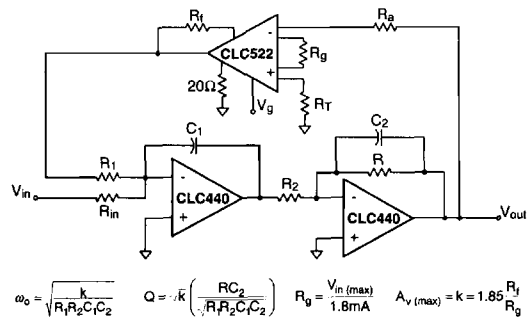 Rf
Ra
CLC522
-
+
Rg
20Ω
Vg
RT
C1
C2
R1
R
Vin
Rin
-
+
CLC440
R2
-
+
CLC440
Vout
ωo = √(k / R1R2C1C2) Q = √k (RC2 / √(R1R2C1C2)) Rg = Vin (max) / 1.8mA Av (max) = k = 1.85 Rf / Rg